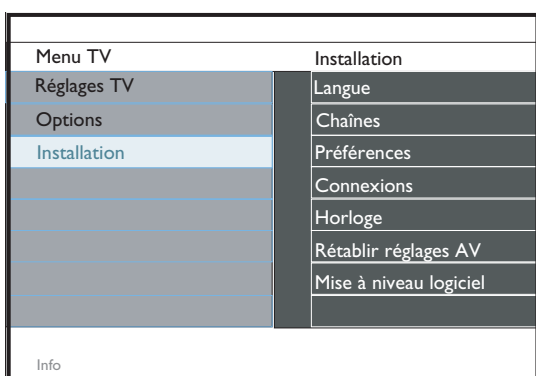 Menu TV
Réglages TV
Options
Installation
Installation
Langue
Chaînes
Préférences
Connexions
Horloge
Rétablir réglages AV
Mise à niveau logiciel
Info